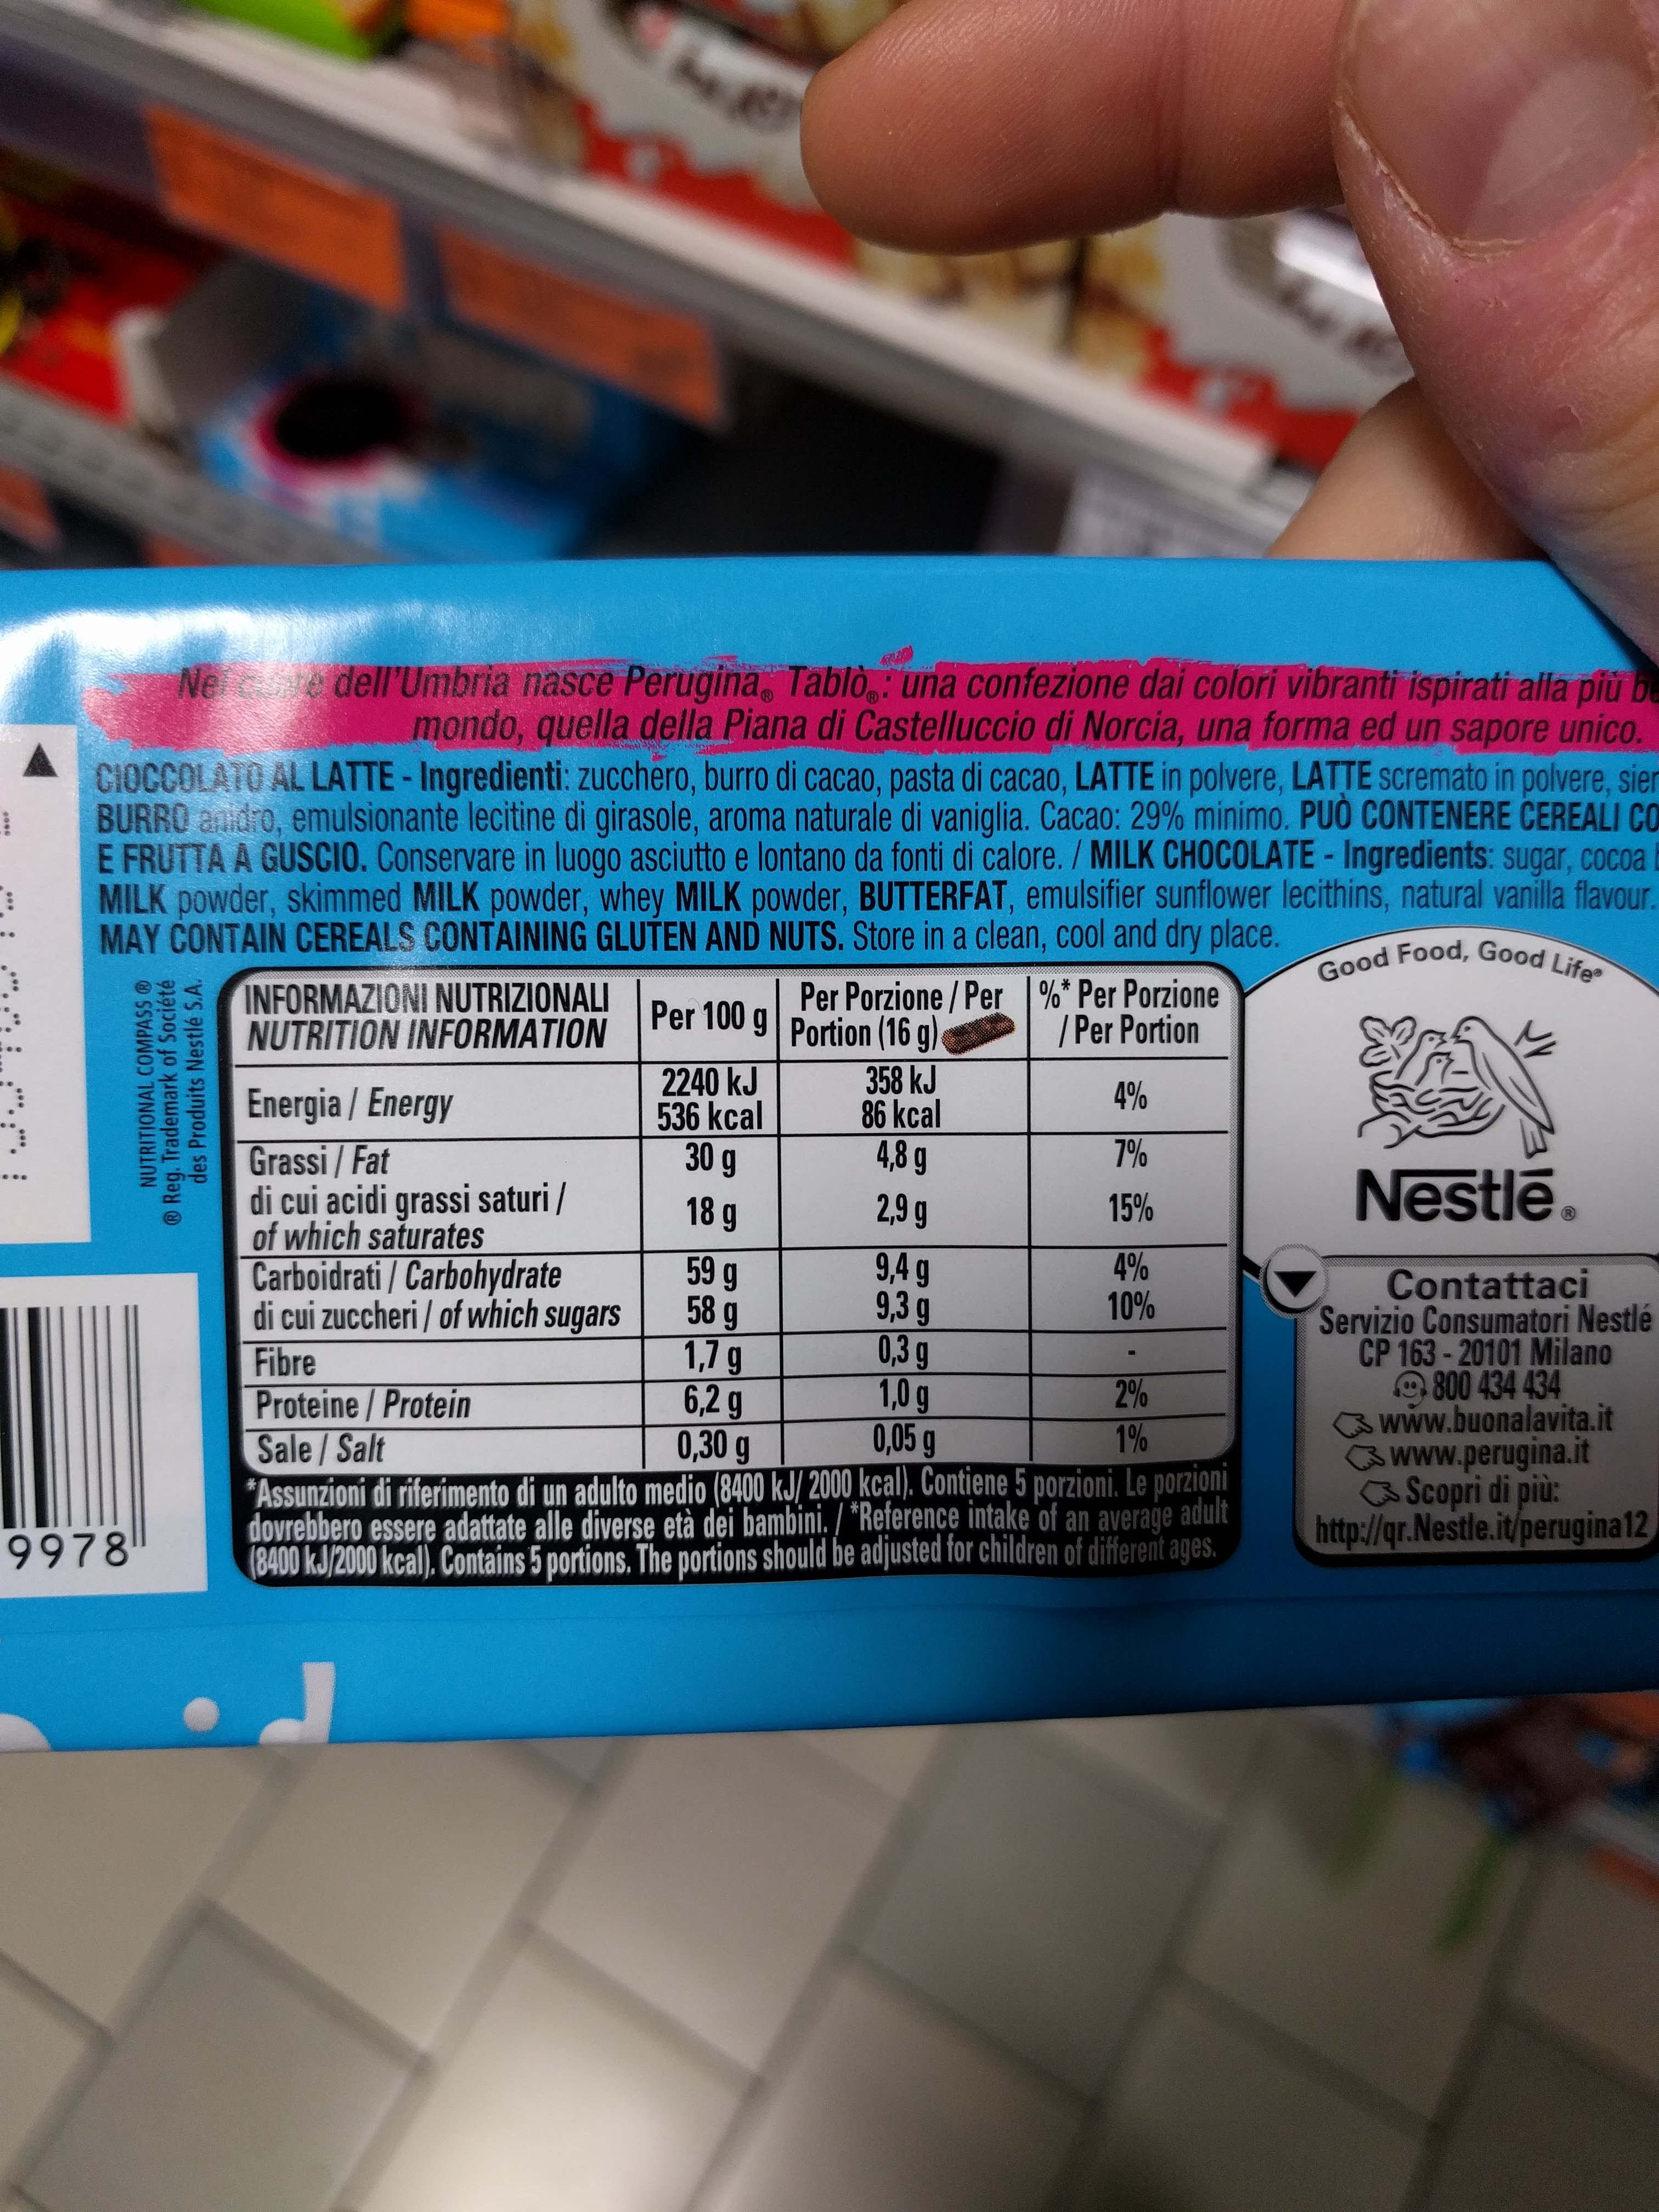 Nel cuore dell'Umbria nasce Perugina® Tablò®: una confezione dai colori vibranti ispirati alla più
mondo, quella della Piana di Castelluccio di Norcia, una forma ed un sapore unico.
CIOCCOLATO AL LATTE - Ingredienti: zucchero, burro di cacao, pasta di cacao, LATTE in polvere, LATTE scremato in polvere,
BURRO anidro, emulsionante lecitine di girasole, aroma naturale di vaniglia. Cacao: 29% minimo. PUÒ CONTENERE CEREALI
E FRUTTA A GUSCIO. Conservare in luogo asciutto e lontano da fonti di calore. / MILK CHOCOLATE - Ingredients: sugar, cocoa
MILK powder, skimmed MILK powder, whey MILK powder, BUTTERFAT, emulsifier sunflower lecithins, natural vanilla flavour.
MAY CONTAIN CEREALS CONTAINING GLUTEN AND NUTS. Store in a clean, cool and dry place.
NUTRITIONAL COMPASS ®
® Reg. Trademark of Société
des Produits Nestlé S.A.
INFORMAZIONI NUTRIZIONALI
NUTRITION INFORMATION
Per 100 g
Per Porzione / Per
Portion (16 g)
%* Per Porzione
/ Per Portion
Energia / Energy
2240 kJ
536 kcal
358 kJ
86 kcal
4%
Grassi / Fat 30 g 4,8 g 7%
di cui acidi grassi saturi /
of which saturates
18 g 2,9 g 15%
Carboidrati / Carbohydrate 59 g 9,4 g 4%
di cui zuccheri / of which sugars 58 g 9,3 g 10%
Fibre 1,7 g 0,3 g -
Proteine / Protein 6,2 g 1,0 g 2%
Sale / Salt 0,30 g 0,05 g 1%
*Assunzioni di riferimento di un adulto medio (8400 kJ/ 2000 kcal). Contiene 5 porzioni. Le porzioni
dovrebbero essere adattate alle diverse età dei bambini. / *Reference intake of an average adult
(8400 kJ/2000 kcal). Contains 5 portions. The portions should be adjusted for children of different ages.
Good Food, Good Life®
Nestlé®
Contattaci
Servizio Consumatori Nestlé
CP 163 - 20101 Milano
800 434 434
www.buonalavita.it
www.perugina.it
Scopri di più:
http://qr.Nestle.it/perugina12
9978